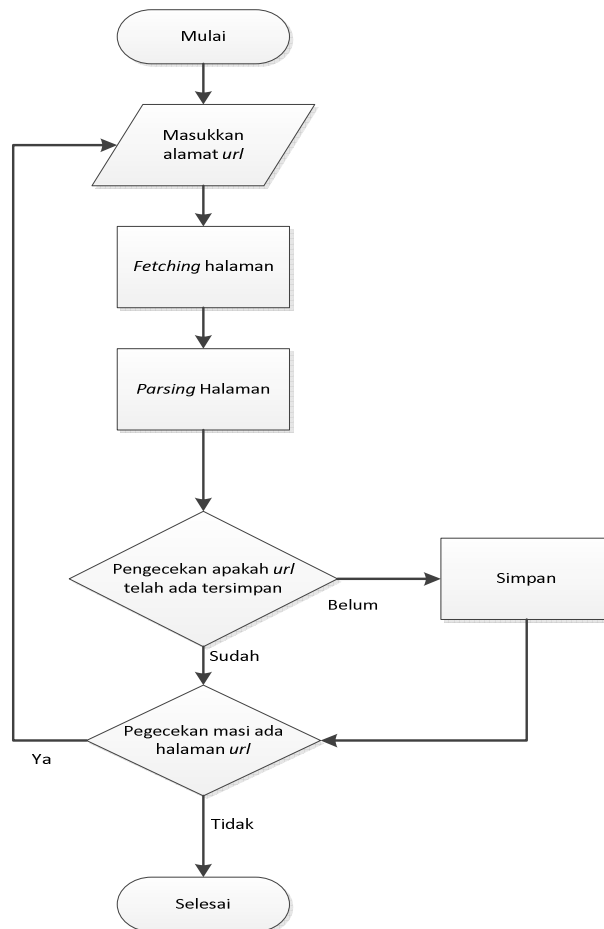 Mulai
Masukkan
alamat url
Fetching halaman
Parsing Halaman
Pengecekan apakah url
telah ada tersimpan
Belum
Simpan
Sudah
Pegecekan masi ada
halaman url
Ya
Tidak
Selesai